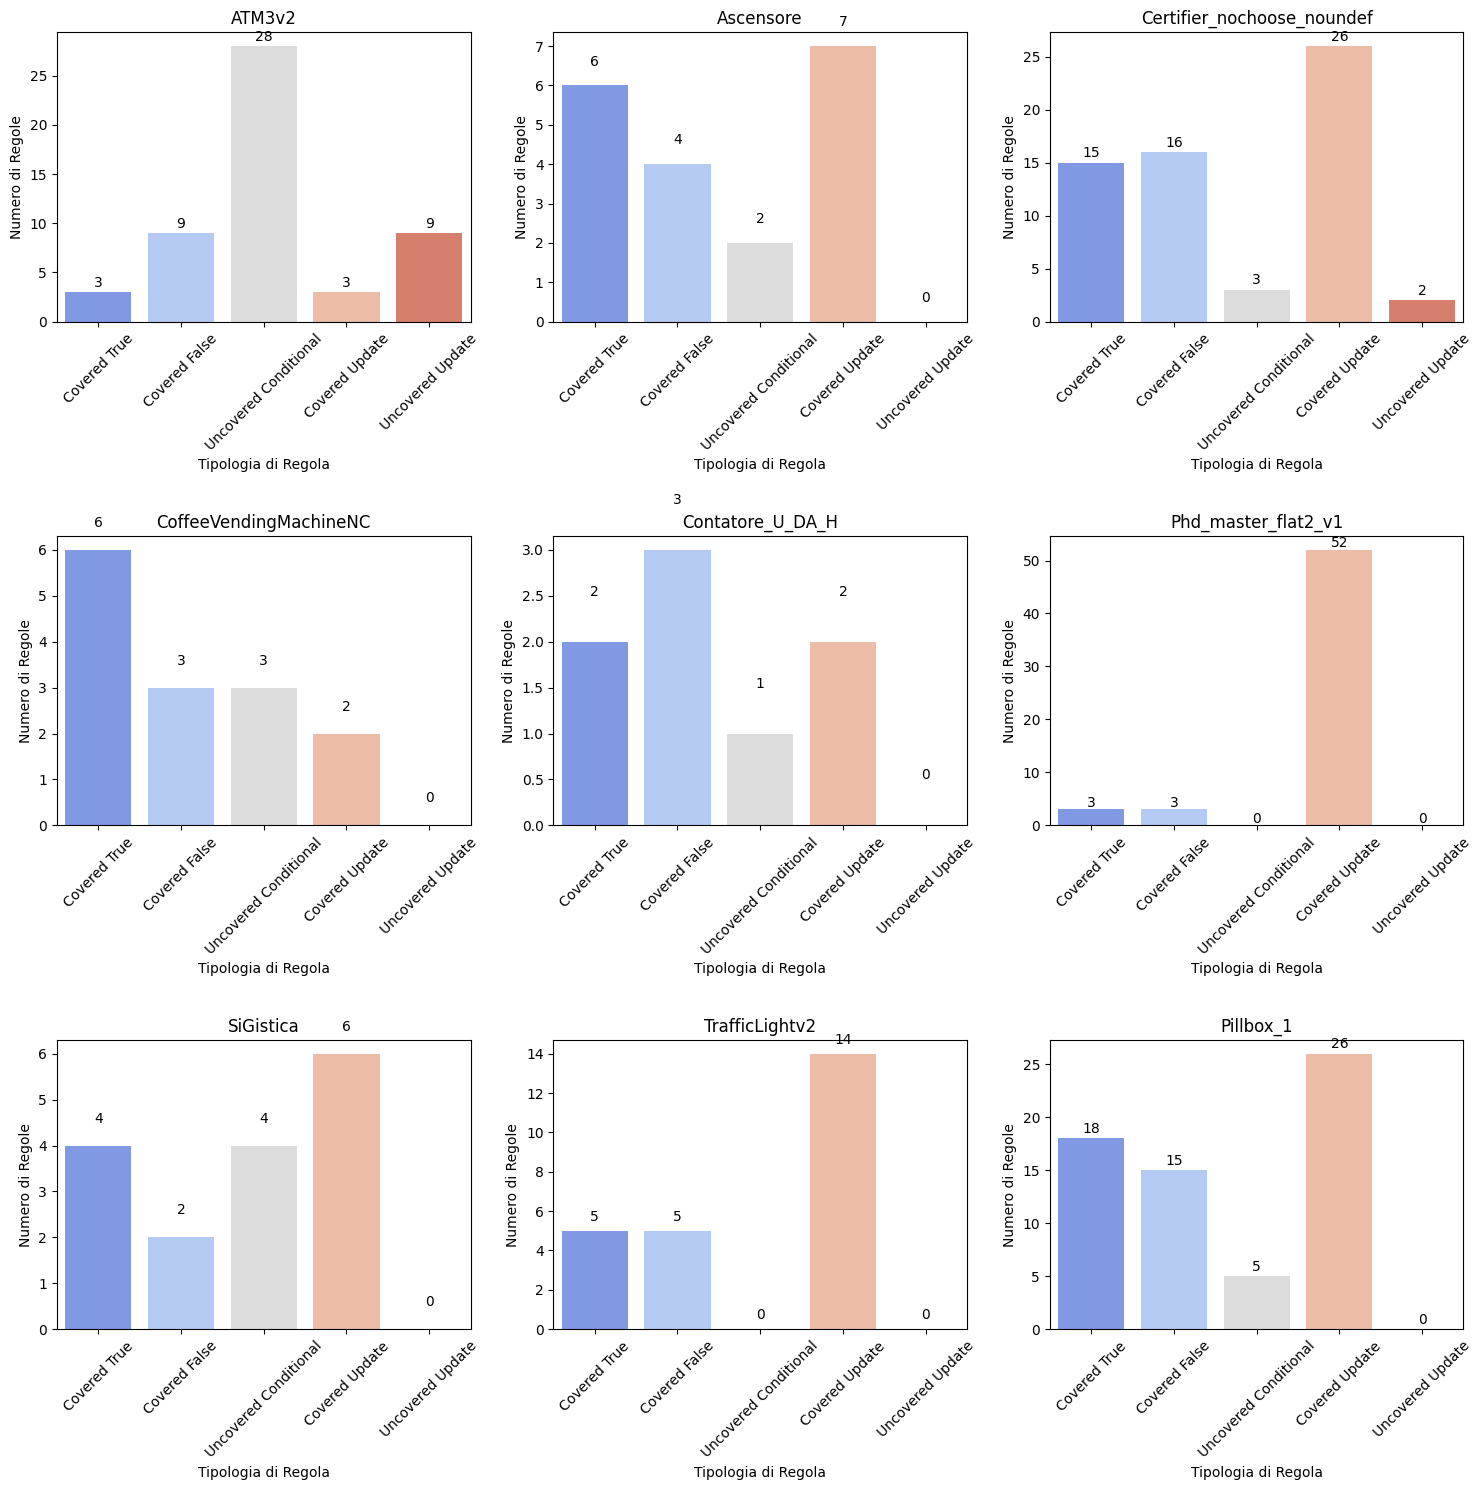 ATM3v2
Numero di Regole
25
20
15
10
5
0
3
9
28
3
9
Covered True
Covered False
Uncovered Conditional
Covered Update
Uncovered Update
Tipologia di Regola
Ascensore
Numero di Regole
7
6
5
4
3
2
1
0
6
4
2
7
0
Covered True
Covered False
Uncovered Conditional
Covered Update
Uncovered Update
Tipologia di Regola
Certifier_nochoose_noundef
Numero di Regole
25
20
15
10
5
0
15
16
3
26
2
Covered True
Covered False
Uncovered Conditional
Covered Update
Uncovered Update
Tipologia di Regola
CoffeeVendingMachineNC
Numero di Regole
6
5
4
3
2
1
0
6
3
3
2
0
Covered True
Covered False
Uncovered Conditional
Covered Update
Uncovered Update
Tipologia di Regola
Contatore_U_DA_H
Numero di Regole
3.0
2.5
2.0
1.5
1.0
0.5
0.0
2
3
1
2
0
Covered True
Covered False
Uncovered Conditional
Covered Update
Uncovered Update
Tipologia di Regola
Phd_master_flat2_v1
Numero di Regole
50
40
30
20
10
0
3
3
0
52
0
Covered True
Covered False
Uncovered Conditional
Covered Update
Uncovered Update
Tipologia di Regola
SiGistica
Numero di Regole
6
5
4
3
2
1
0
4
2
4
6
0
Covered True
Covered False
Uncovered Conditional
Covered Update
Uncovered Update
Tipologia di Regola
TrafficLightv2
Numero di Regole
14
12
10
8
6
4
2
0
5
5
0
14
0
Covered True
Covered False
Uncovered Conditional
Covered Update
Uncovered Update
Tipologia di Regola
Pillbox_1
Numero di Regole
25
20
15
10
5
0
18
15
5
26
0
Covered True
Covered False
Uncovered Conditional
Covered Update
Uncovered Update
Tipologia di Regola